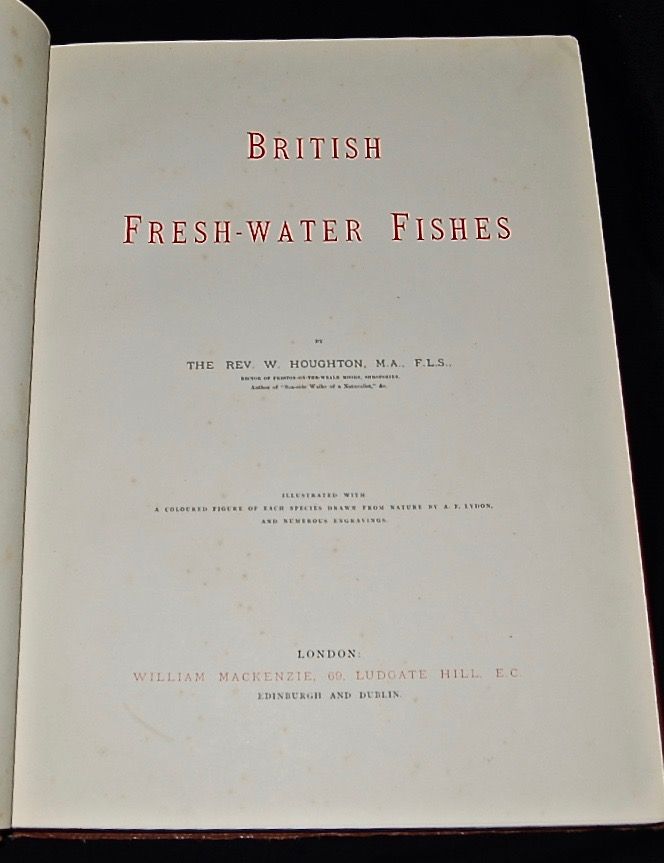 BRITISH
FRESH-WATER FISHES
BY
THE REV. W. HOUGHTON, M.A., F.L.S.,
RECTOR OF PRESTON-ON-THE-WEALD MOORS, SHROPSHIRE,
Author of "Sea-side Walks of a Naturalist," &c.
ILLUSTRATED WITH
A COLOURED FIGURE OF EACH SPECIES DRAWN FROM NATURE BY A. F. LYDON,
AND NUMEROUS ENGRAVINGS.
LONDON:
WILLIAM MACKENZIE, 69, LUDGATE HILL, E.C.
EDINBURGH AND DUBLIN.